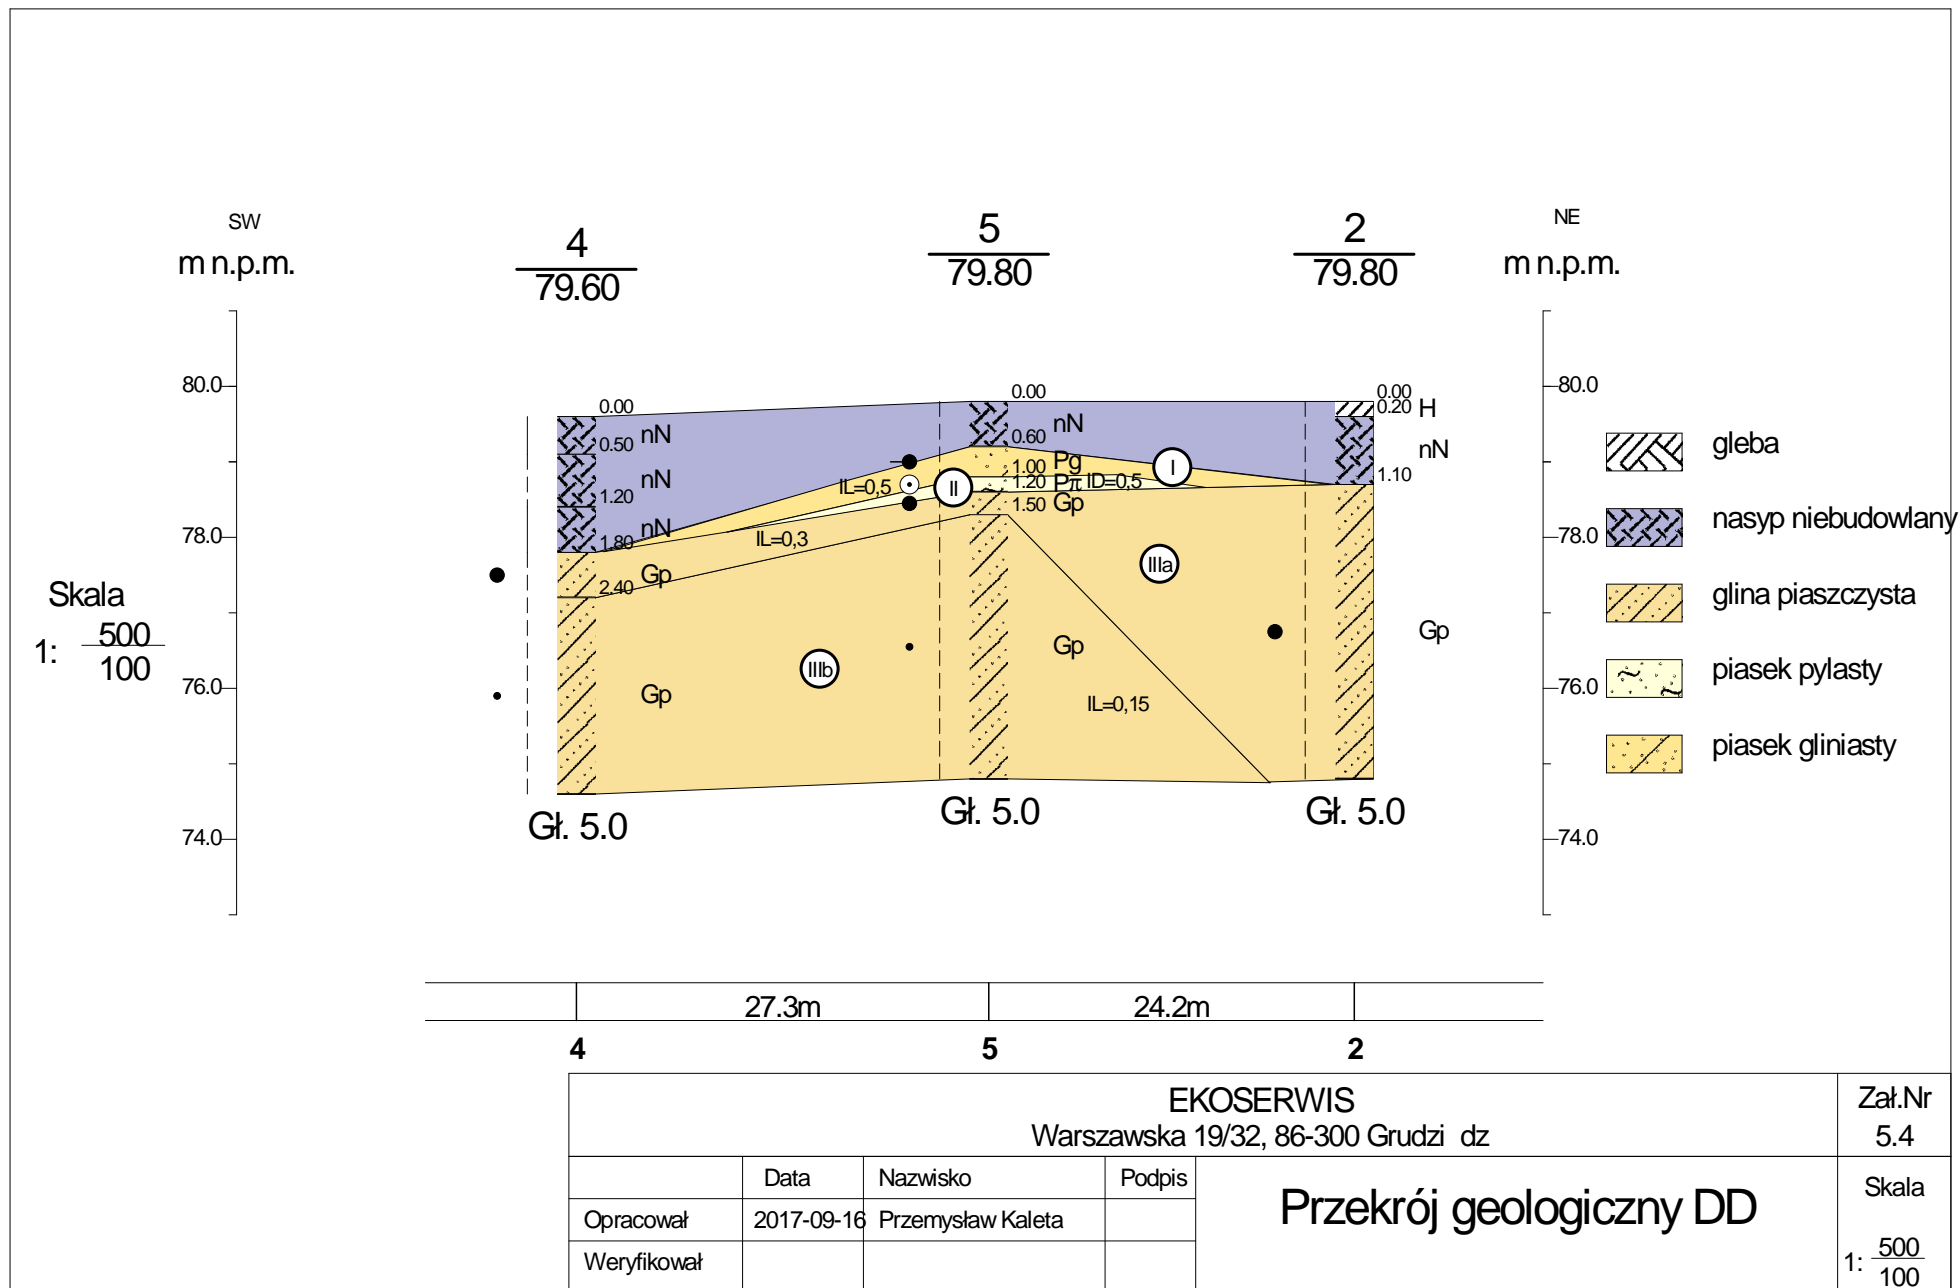 SW
NE
m n.p.m.
m n.p.m.
4
79.60
5
79.80
2
79.80
80.0
78.0
76.0
74.0
80.0
78.0
76.0
74.0
Skala
1: 500
100
0.00
nN
0.50
nN
1.20
nN
1.80
Gp
2.40
Gp
Gł. 5.0
0.00
nN
0.60
Pg
1.00
Pπ
1.20
Gp
1.50
Gp
Gł. 5.0
0.00
0.20 H
nN
1.10
Gp
Gł. 5.0
IL=0,5
II
I
ID=0,5
IL=0,3
IIIa
IIIb
IL=0,15
gleba
nasyp niebudowlany
glina piaszczysta
piasek pylasty
piasek gliniasty
27.3m
24.2m
4
5
2
EKOSERWIS
Warszawska 19/32, 86-300 Grudzi dz
Zał.Nr
5.4
Data
Nazwisko
Podpis
Opracował
2017-09-16
Przemysław Kaleta
Weryfikował
Przekrój geologiczny DD
Skala
1: 500
100